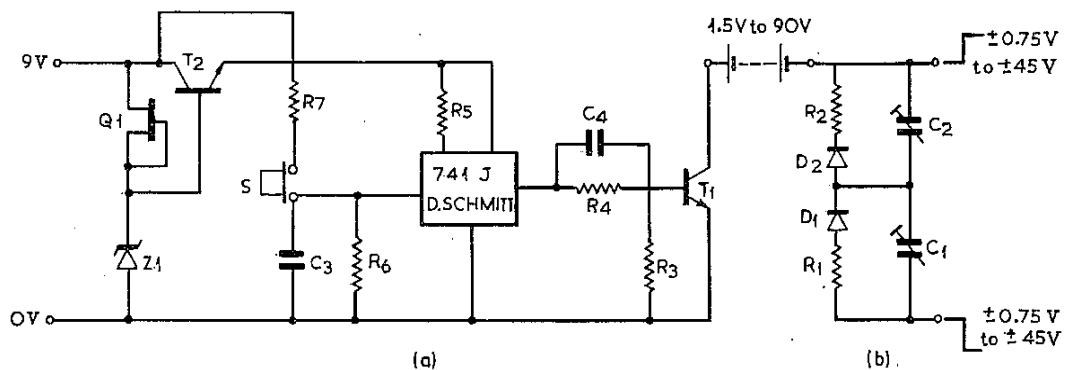 1.5V to 90V
±0.75V
to ±45V
9V
T2
R7
R5
C4
R2
C2
Q1
D2
S
741 J
D.SCHMITT
R4
T1
D1
Z1
C3
R6
R3
R1
C1
0V
±0.75V
to ±45V
(a)
(b)